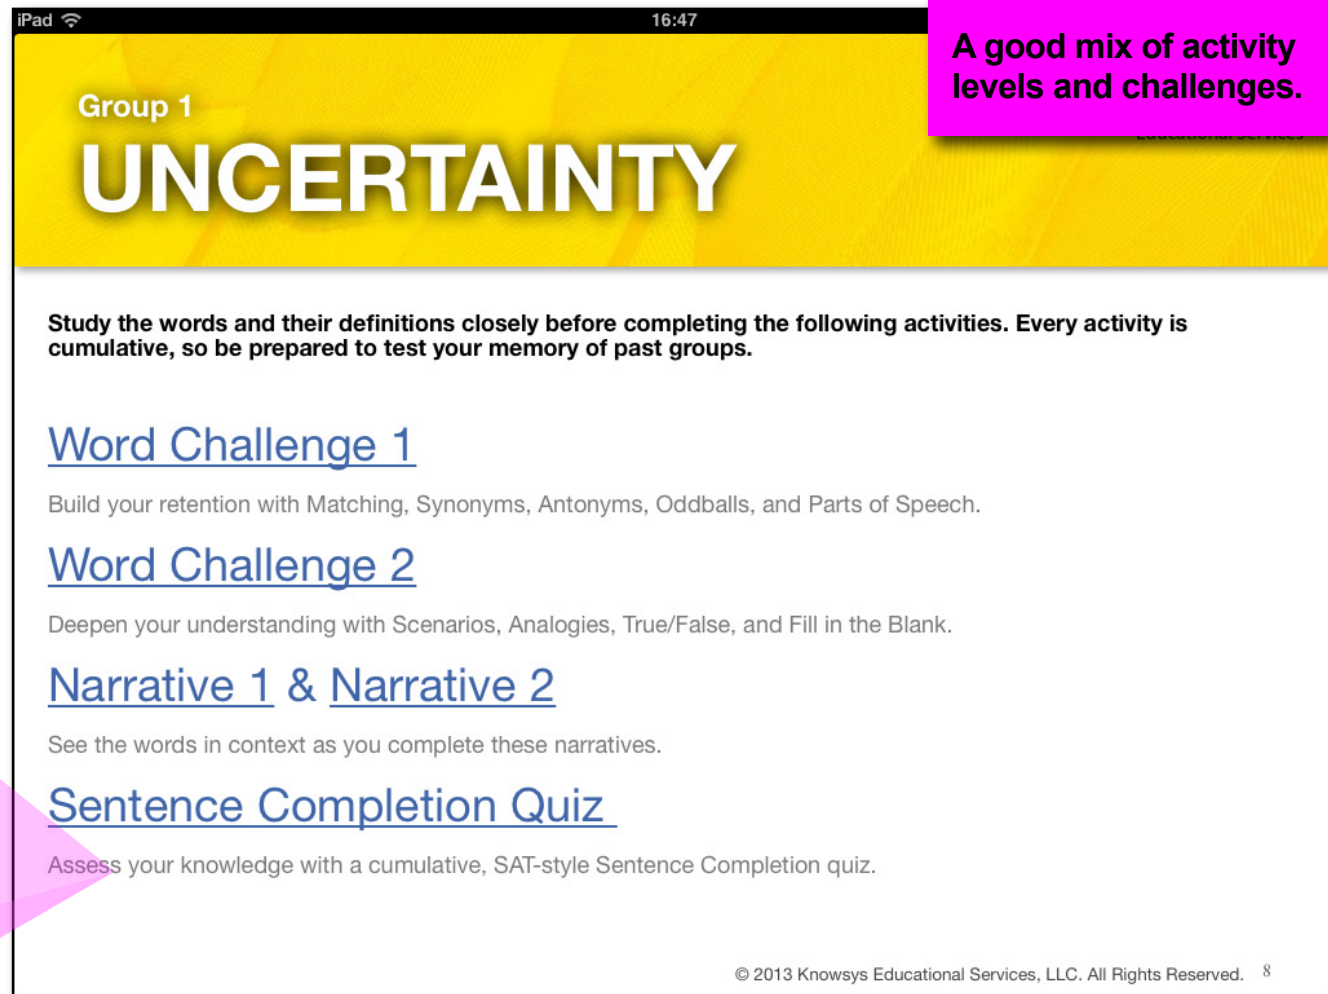 iPad 16:47
A good mix of activity
levels and challenges.
Educational Services
Group 1
UNCERTAINTY
Study the words and their definitions closely before completing the following activities. Every activity is
cumulative, so be prepared to test your memory of past groups.
Word Challenge 1
Build your retention with Matching, Synonyms, Antonyms, Oddballs, and Parts of Speech.
Word Challenge 2
Deepen your understanding with Scenarios, Analogies, True/False, and Fill in the Blank.
Narrative 1 & Narrative 2
See the words in context as you complete these narratives.
Sentence Completion Quiz
Assess your knowledge with a cumulative, SAT-style Sentence Completion quiz.
© 2013 Knowsys Educational Services, LLC. All Rights Reserved. 8